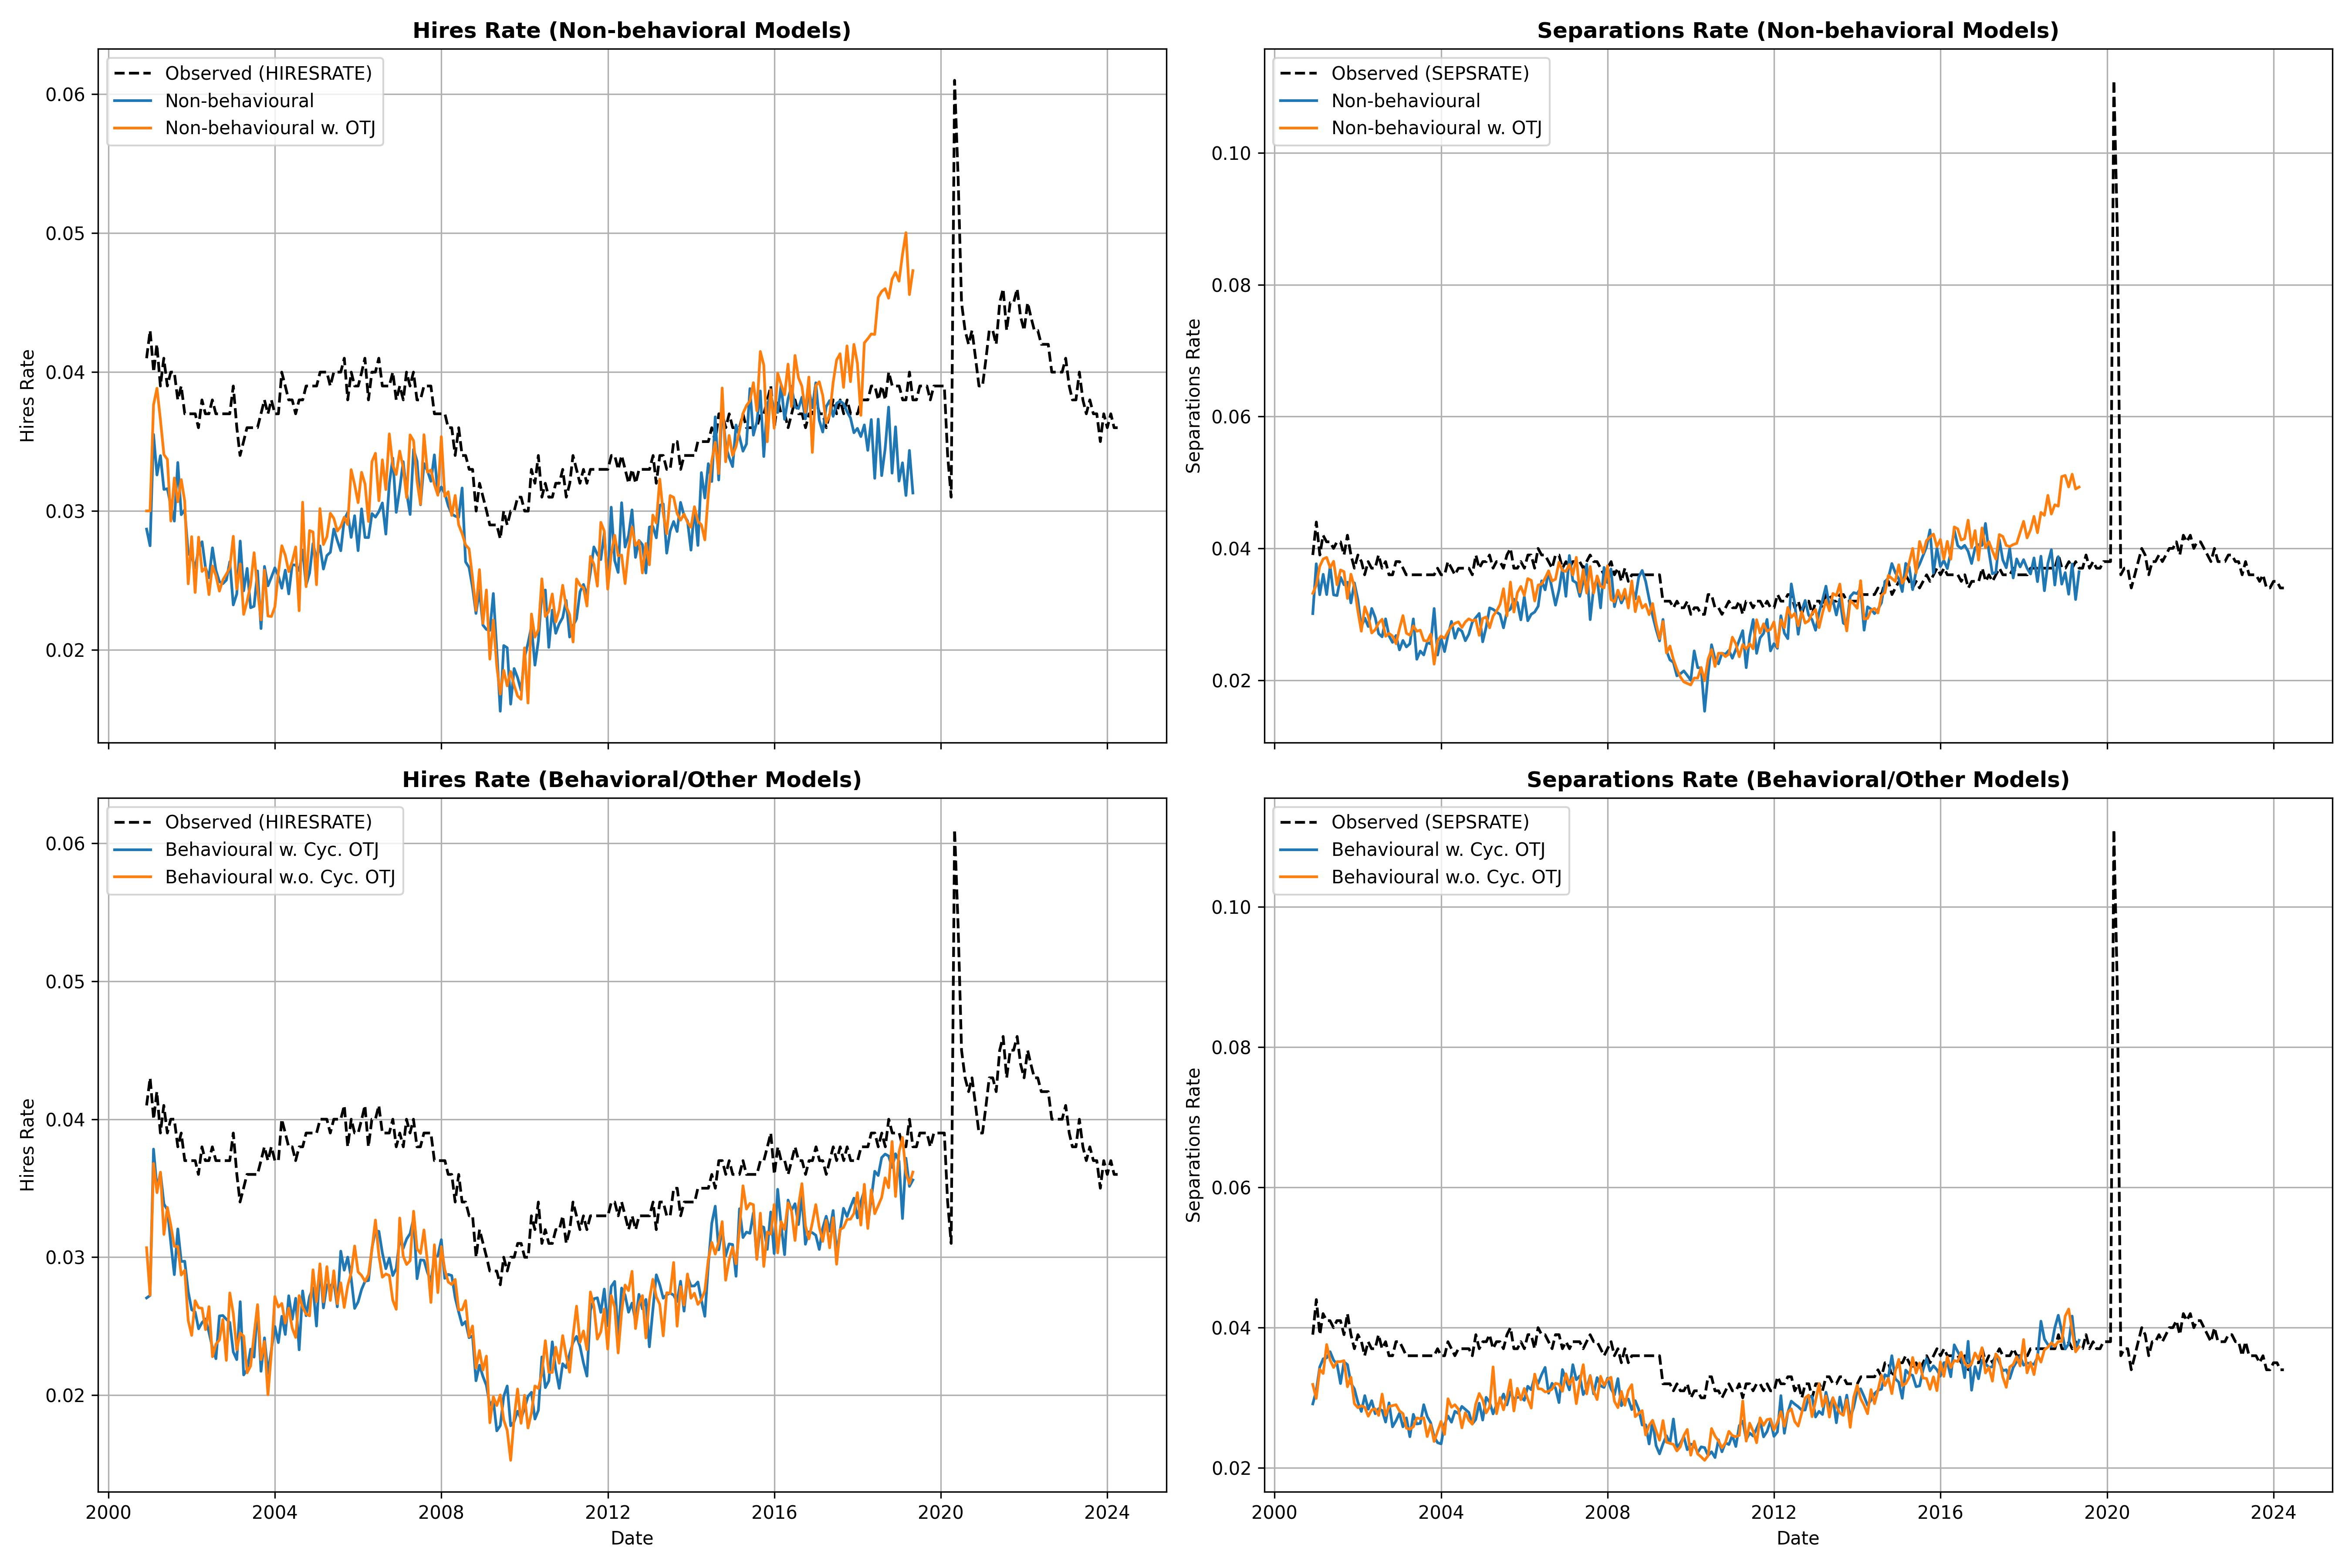 Hires Rate (Non-behavioral Models)
Observed (HIRESRATE)
Non-behavioural
Non-behavioural w. OTJ
Hires Rate
0.06
0.05
0.04
0.03
0.02
Separations Rate (Non-behavioral Models)
Observed (SEPSRATE)
Non-behavioural
Non-behavioural w. OTJ
Separations Rate
0.10
0.08
0.06
0.04
0.02
Hires Rate (Behavioral/Other Models)
Observed (HIRESRATE)
Behavioural w. Cyc. OTJ
Behavioural w.o. Cyc. OTJ
Hires Rate
0.06
0.05
0.04
0.03
0.02
2000 2004 2008 2012 2016 2020 2024
Date
Separations Rate (Behavioral/Other Models)
Observed (SEPSRATE)
Behavioural w. Cyc. OTJ
Behavioural w.o. Cyc. OTJ
Separations Rate
0.10
0.08
0.06
0.04
0.02
2000 2004 2008 2012 2016 2020 2024
Date